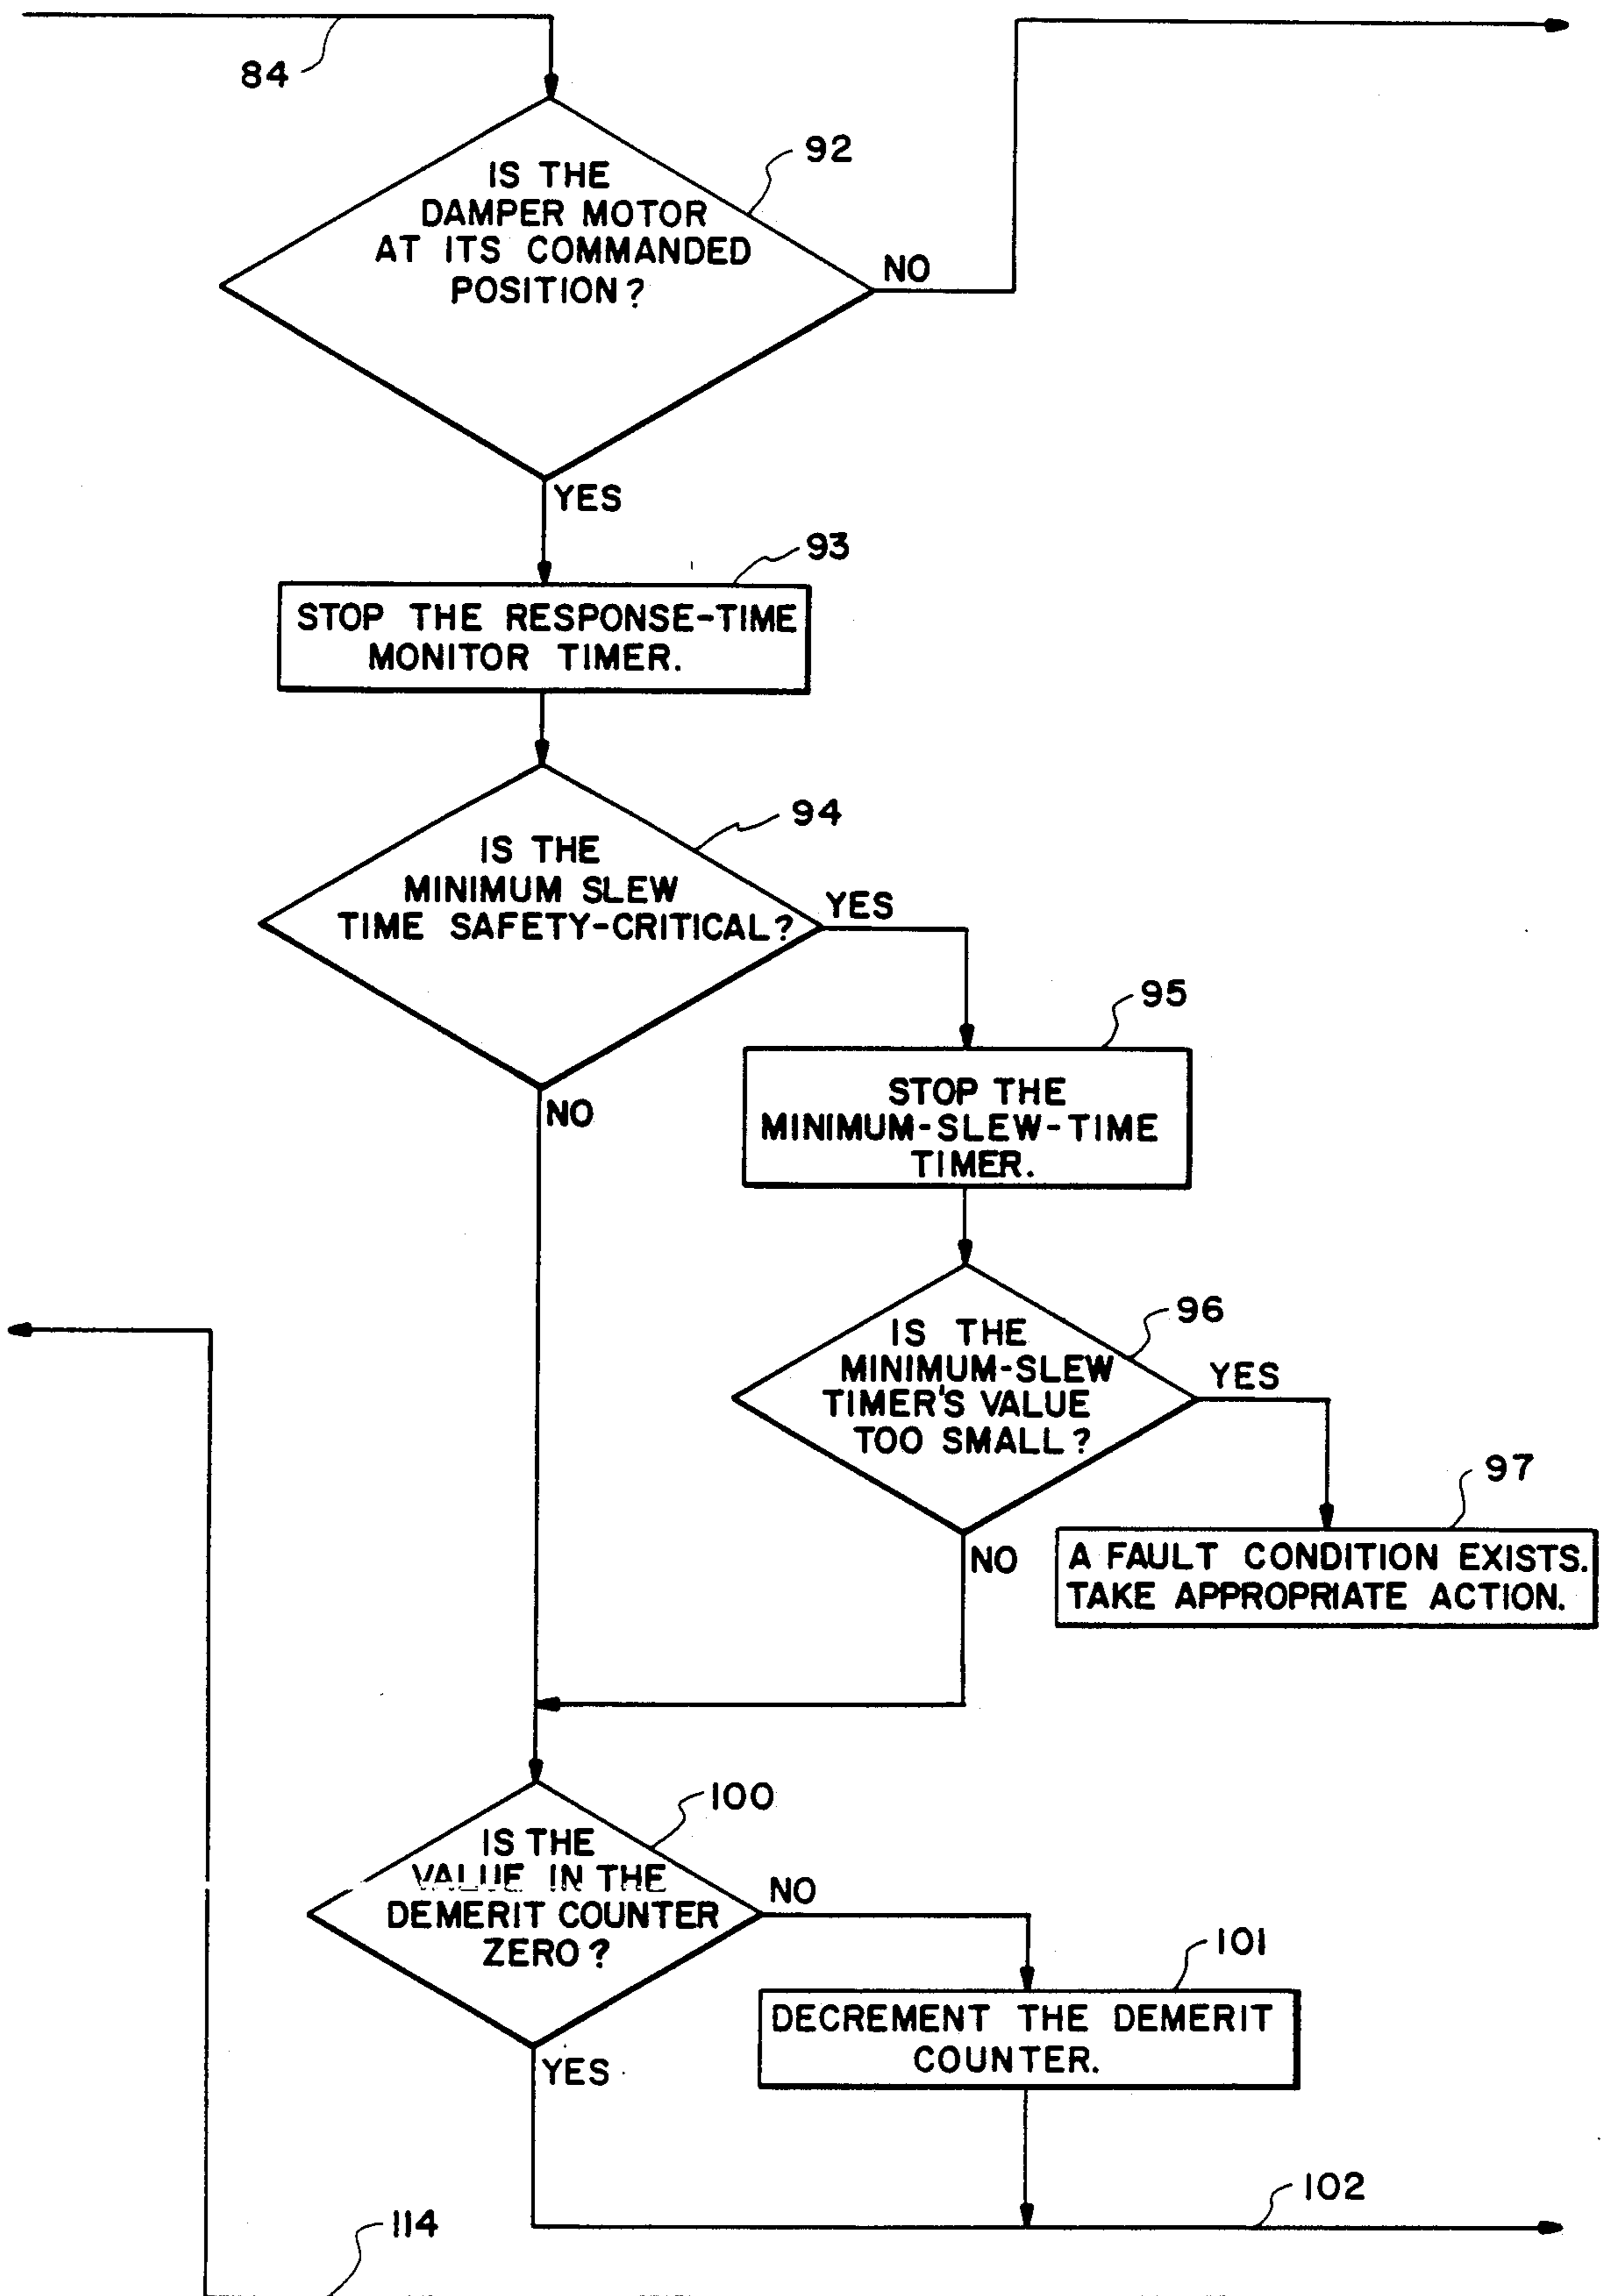 84
92
IS THE
DAMPER MOTOR
AT ITS COMMANDED
POSITION?
NO
YES
93
STOP THE RESPONSE-TIME
MONITOR TIMER.
94
IS THE
MINIMUM SLEW
TIME SAFETY-CRITICAL?
YES
NO
95
STOP THE
MINIMUM-SLEW-TIME
TIMER.
96
IS THE
MINIMUM-SLEW
TIMER'S VALUE
TOO SMALL?
YES
NO
97
A FAULT CONDITION EXISTS.
TAKE APPROPRIATE ACTION.
100
IS THE
VALUE IN THE
DEMERIT COUNTER
ZERO?
NO
YES
101
DECREMENT THE DEMERIT
COUNTER.
102
114